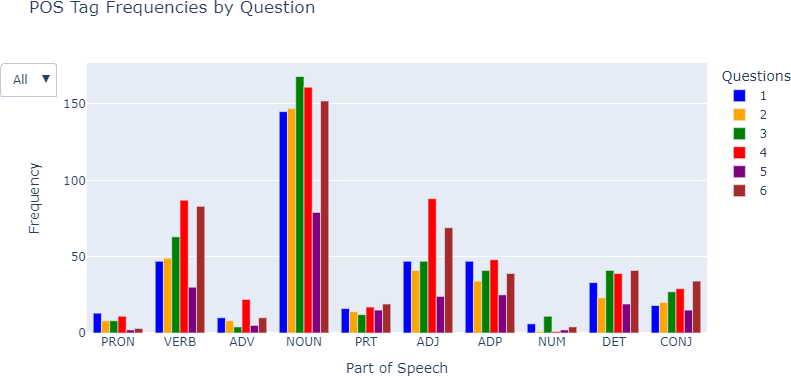 POS Tag Frequencies by Question
All ▼
Questions
1
2
3
4
5
6
Frequency
150
100
50
0
PRON VERB ADV NOUN PRT ADJ ADP NUM DET CONJ
Part of Speech